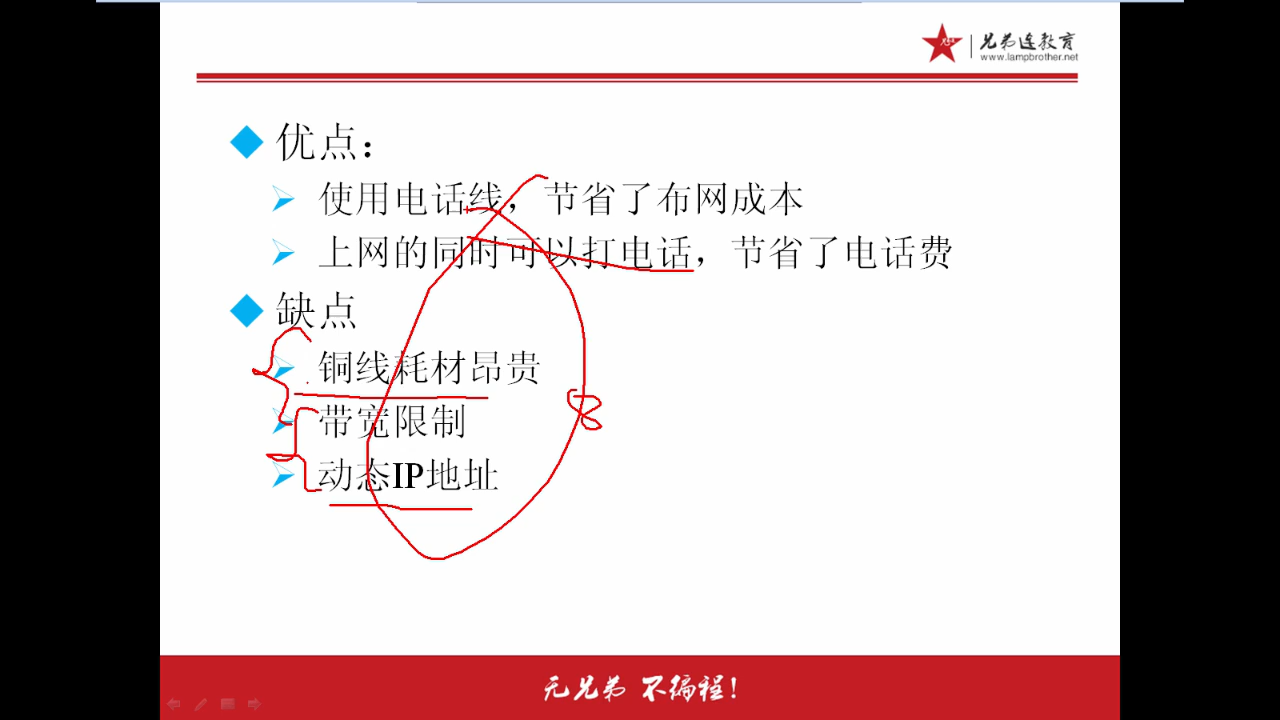 兄弟连教育
www.lampbrother.net
优点：
使用电话线，节省了布网成本
上网的同时可以打电话，节省了电话费
缺点
铜线耗材昂贵
带宽限制
动态IP地址
8
无兄弟 不编程！